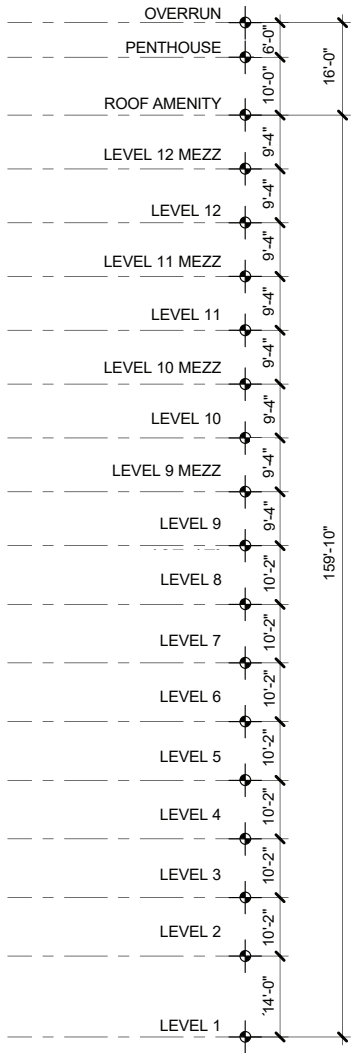 OVERRUN
6'-0"
PENTHOUSE
16'-0"
10'-0"
ROOF AMENITY
9'-4"
LEVEL 12 MEZZ
9'-4"
LEVEL 12
9'-4"
LEVEL 11 MEZZ
9'-4"
LEVEL 11
9'-4"
LEVEL 10 MEZZ
9'-4"
LEVEL 10
9'-4"
LEVEL 9 MEZZ
9'-4"
LEVEL 9
159'-10"
10'-2"
LEVEL 8
10'-2"
LEVEL 7
10'-2"
LEVEL 6
10'-2"
LEVEL 5
10'-2"
LEVEL 4
10'-2"
LEVEL 3
10'-2"
LEVEL 2
14'-0"
LEVEL 1